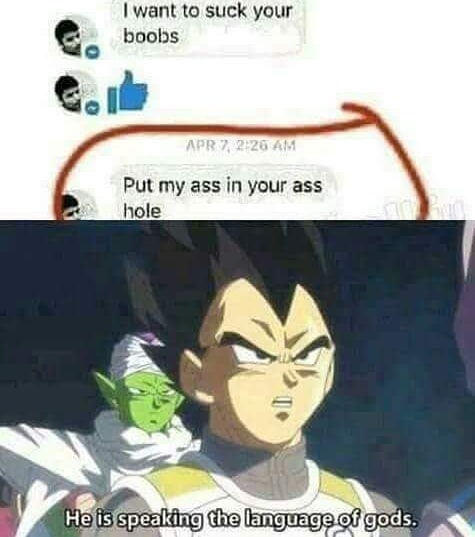 I want to suck your
boobs
APR 7, 2:26 AM
Put my ass in your ass
hole
He is speaking the language of gods.